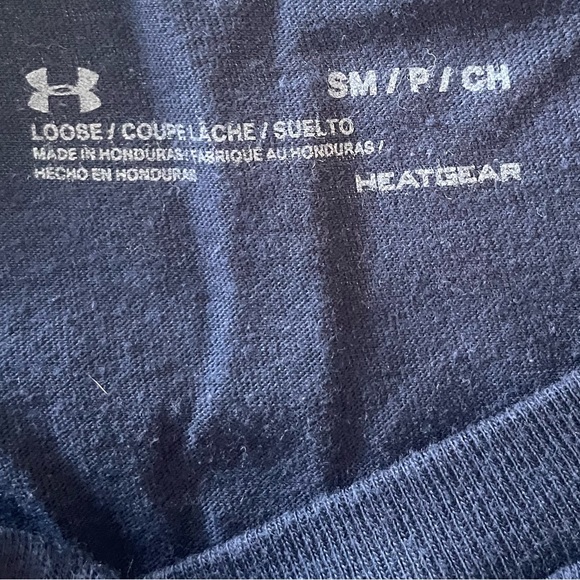 SM / P / CH
LOOSE / COUPE LÂCHE / SUELTO
MADE IN HONDURAS / FABRIQUÉ AU HONDURAS /
HECHO EN HONDURAS
HEATGEAR